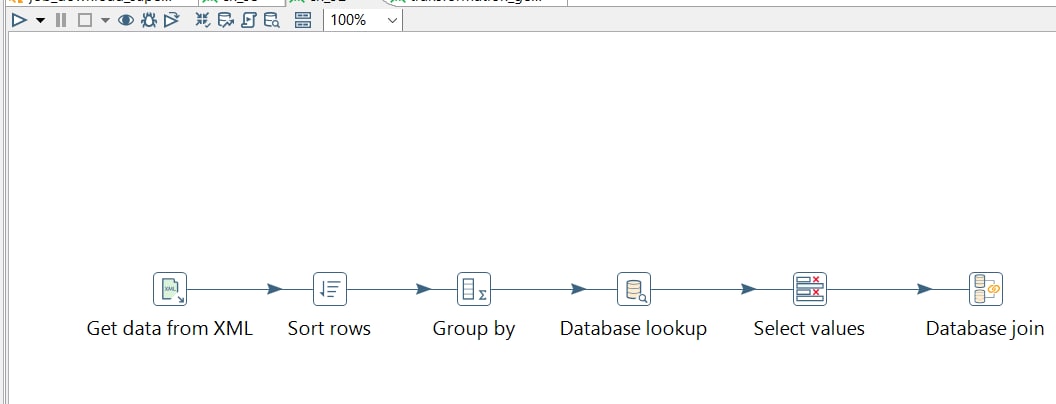 100%
XML
Get data from XML
Sort rows
Group by
Database lookup
Select values
Database join